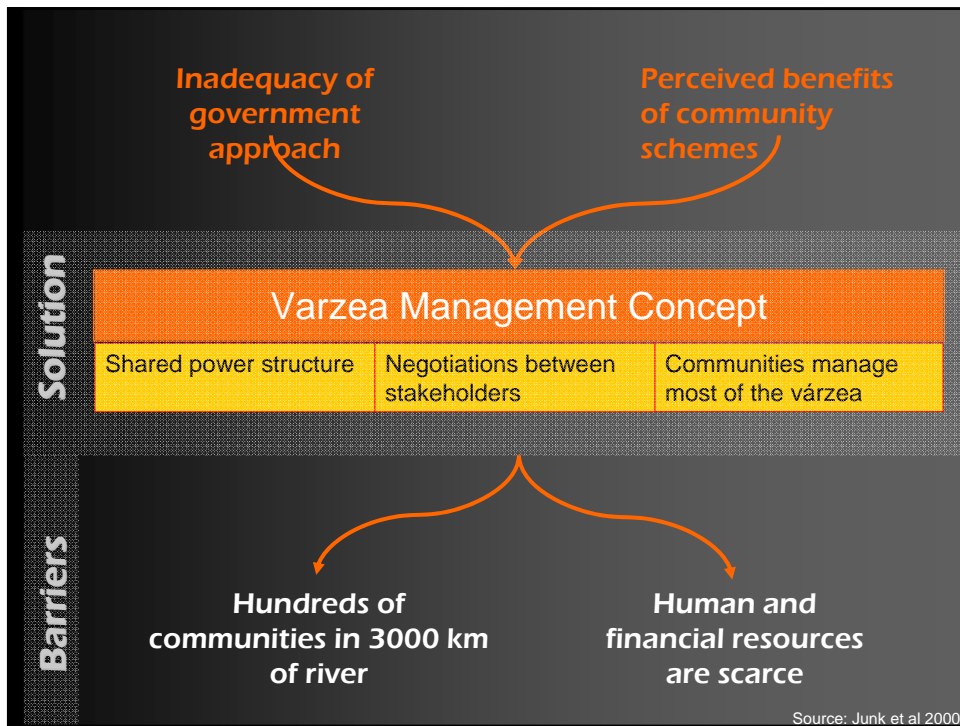 Inadequacy of
government
approach
Perceived benefits
of community
schemes
Solution
Varzea Management Concept
Shared power structure
Negotiations between
stakeholders
Communities manage
most of the várzea
Barriers
Hundreds of
communities in 3000 km
of river
Human and
financial resources
are scarce
Source: Junk et al 2000